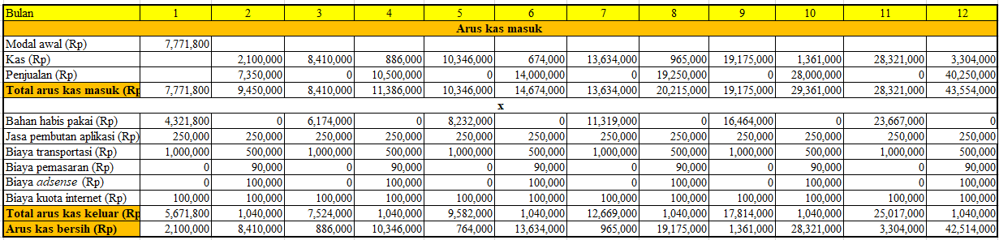 Bulan 1 2 3 4 5 6 7 8 9 10 11 12
Arus kas masuk
Modal awal (Rp) 7,771,800
Kas (Rp) 2,100,000 8,410,000 886,000 10,346,000 674,000 13,634,000 965,000 19,175,000 1,361,000 28,321,000 3,304,000
Penjualan (Rp) 7,350,000 0 10,500,000 0 14,000,000 0 19,250,000 0 28,000,000 0 40,250,000
Total arus kas masuk (Rp 7,771,800 9,450,000 8,410,000 11,386,000 10,346,000 14,674,000 13,634,000 20,215,000 19,175,000 29,361,000 28,321,000 43,554,000
x
Bahan habis pakai (Rp) 4,321,800 0 6,174,000 0 8,232,000 0 11,319,000 0 16,464,000 0 23,667,000 0
Jasa pembutan aplikasi (Rp) 250,000 250,000 250,000 250,000 250,000 250,000 250,000 250,000 250,000 250,000 250,000 250,000
Biaya transportasi (Rp) 1,000,000 500,000 1,000,000 500,000 1,000,000 500,000 1,000,000 500,000 1,000,000 500,000 1,000,000 500,000
Biaya pemasaran (Rp) 0 90,000 0 90,000 0 90,000 0 90,000 0 90,000 0 90,000
Biaya adsense (Rp) 0 100,000 0 100,000 0 100,000 0 100,000 0 100,000 0 100,000
Biaya kuota internet (Rp) 100,000 100,000 100,000 100,000 100,000 100,000 100,000 100,000 100,000 100,000 100,000 100,000
Total arus kas keluar (Rp 5,671,800 1,040,000 7,524,000 1,040,000 9,582,000 1,040,000 12,669,000 1,040,000 17,814,000 1,040,000 25,017,000 1,040,000
Arus kas bersih (Rp) 2,100,000 8,410,000 886,000 10,346,000 764,000 13,634,000 965,000 19,175,000 1,361,000 28,321,000 3,304,000 42,514,000